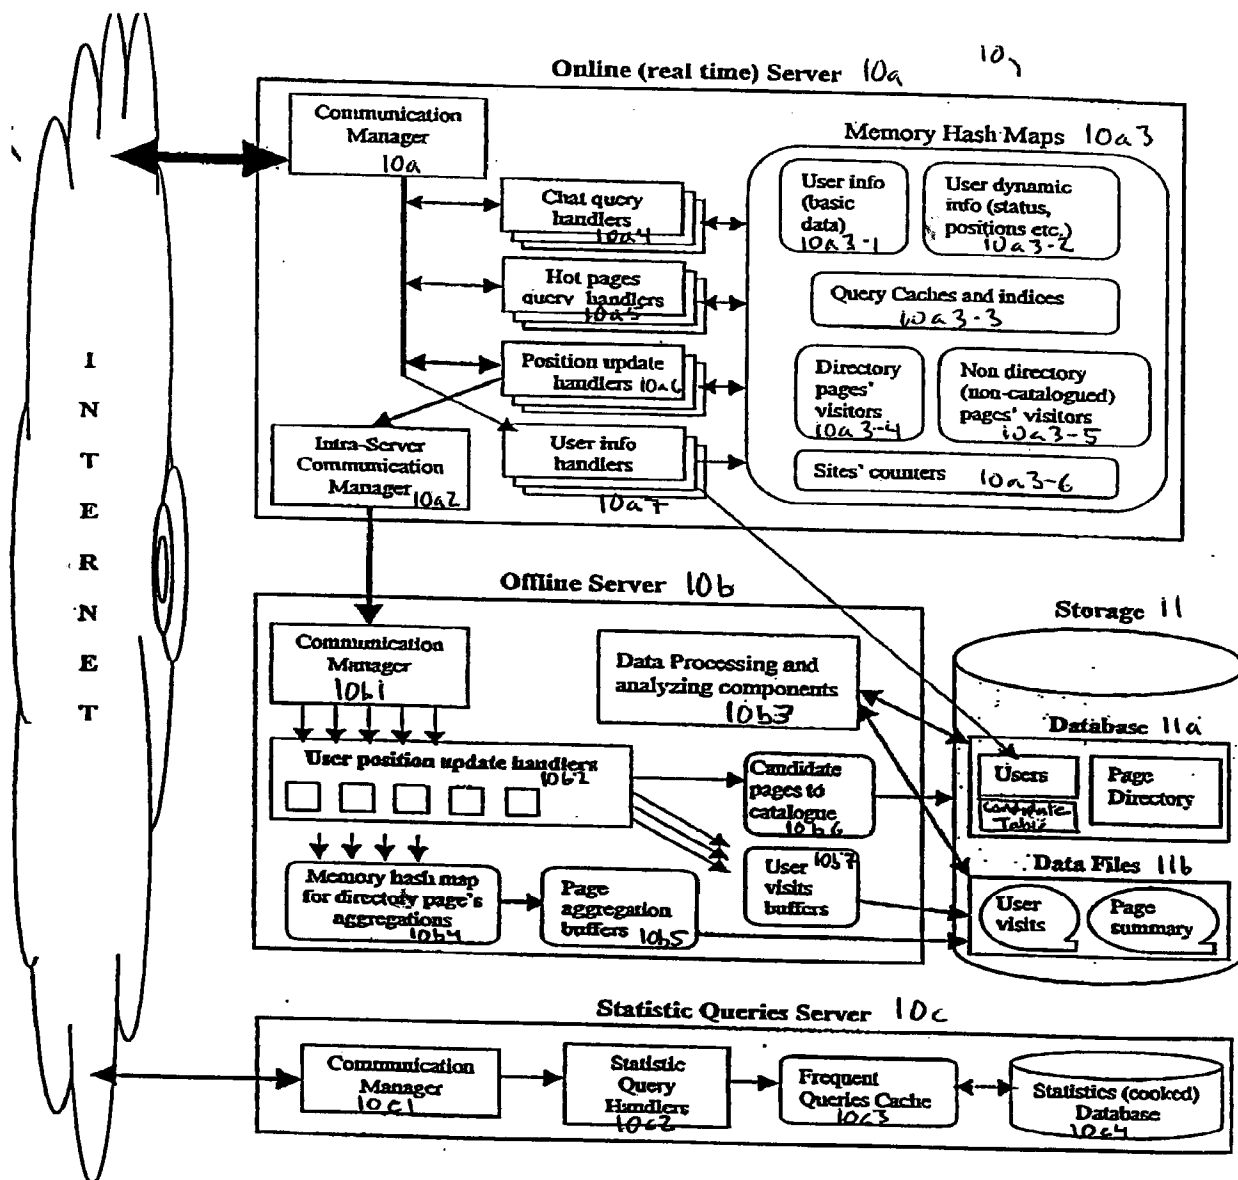 10
Online (real time) Server 10a
Communication
Manager
10a
Memory Hash Maps 10a3
User info
(basic
data)
10a3-1
User dynamic
info (status,
positions etc.)
10a3-2
Chat query
handlers
10a4
Hot pages
query handlers
10a5
Query Caches and indices
10a3-3
Position update
handlers 10a6
Directory
pages'
visitors
10a3-4
Non directory
(non-catalogued)
pages' visitors
10a3-5
Intra-Server
Communication
Manager 10a2
User info
handlers
10a7
Sites' counters 10a3-6
INTERNET
Offline Server 10b
Communication
Manager
10b1
Data Processing and
analyzing components
10b3
Storage 11
Database 11a
Users
Candidate
Table
Page
Directory
User position update handlers
10b2
Candidate
pages to
catalogue
10b6
Memory hash map
for directory page's
aggregations
10b4
Page
aggregation
buffers 10b5
10b7
User
visits
buffers
Data Files 11b
User
visits
Page
summary
Statistic Queries Server 10c
Communication
Manager
10c1
Statistic
Query
Handlers
10c2
Frequent
Queries Cache
10c3
Statistics (cooked)
Database
10c4